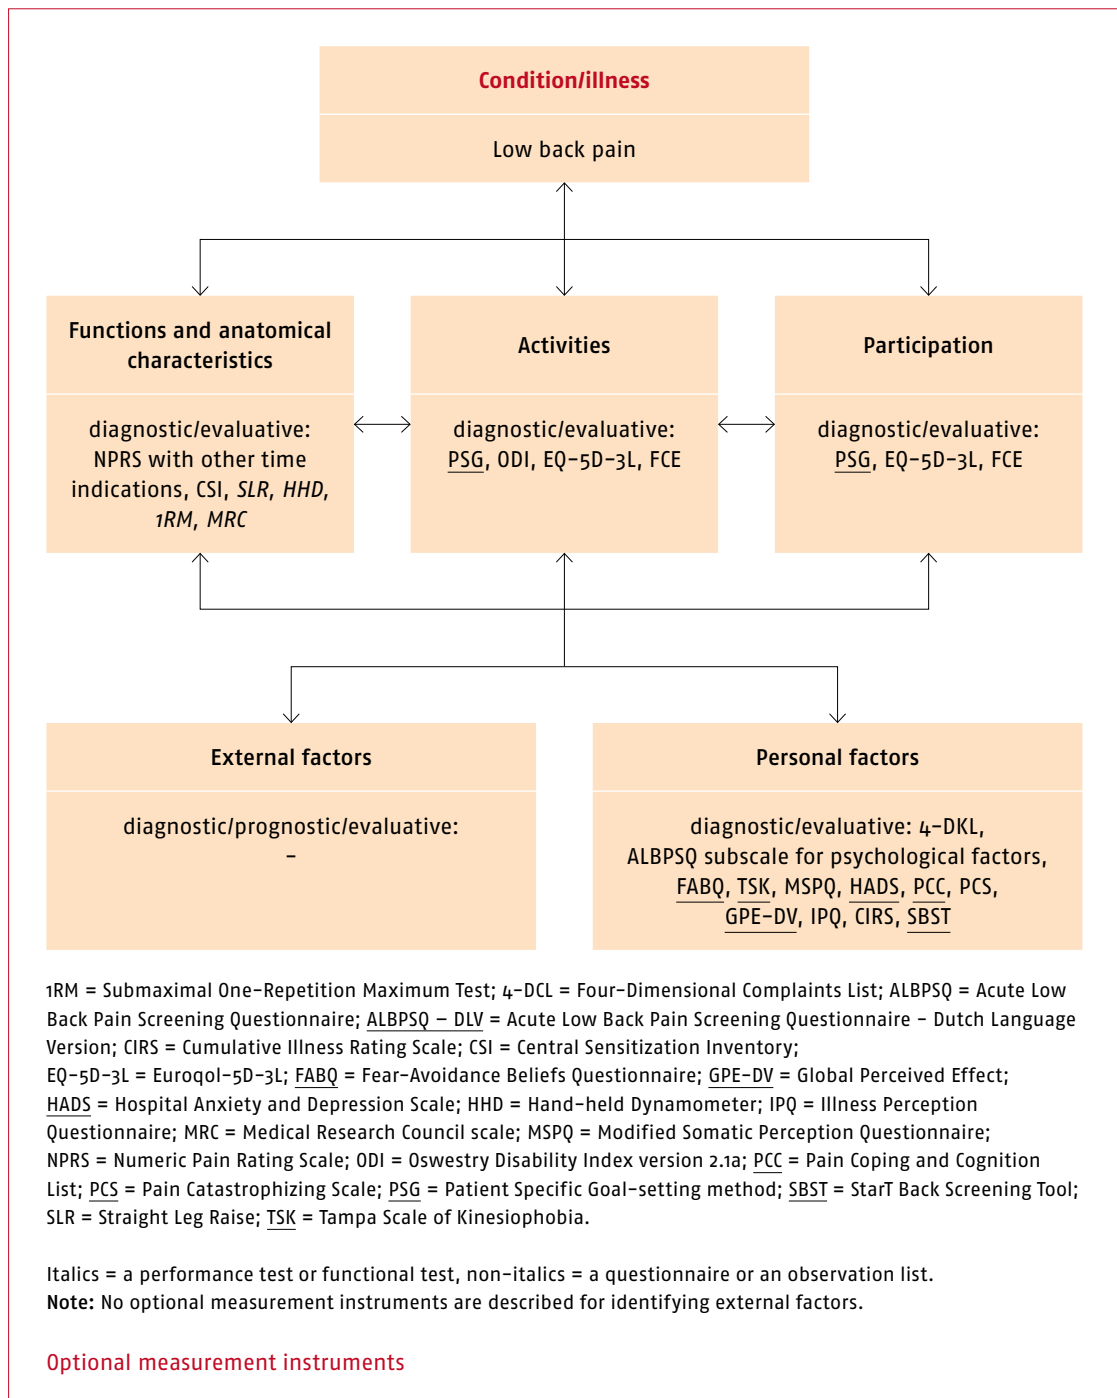 Condition/illness
Low back pain
Functions and anatomical
characteristics
diagnostic/evaluative:
NPRS with other time
indications, CSI, SLR, HHD,
1RM, MRC
Activities
diagnostic/evaluative:
PSG, ODI, EQ-5D-3L, FCE
Participation
diagnostic/evaluative:
PSG, EQ-5D-3L, FCE
External factors
diagnostic/prognostic/evaluative:
–
Personal factors
diagnostic/evaluative: 4-DKL,
ALBPSQ subscale for psychological factors,
FABQ, TSK, MSPQ, HADS, PCC, PCS,
GPE-DV, IPQ, CIRS, SBST
1RM = Submaximal One-Repetition Maximum Test; 4-DCL = Four-Dimensional Complaints List; ALBPSQ = Acute Low
Back Pain Screening Questionnaire; ALBPSQ – DLV = Acute Low Back Pain Screening Questionnaire - Dutch Language
Version; CIRS = Cumulative Illness Rating Scale; CSI = Central Sensitization Inventory;
EQ-5D-3L = Euroqol-5D-3L; FABQ = Fear-Avoidance Beliefs Questionnaire; GPE-DV = Global Perceived Effect;
HADS = Hospital Anxiety and Depression Scale; HHD = Hand-held Dynamometer; IPQ = Illness Perception
Questionnaire; MRC = Medical Research Council scale; MSPQ = Modified Somatic Perception Questionnaire;
NPRS = Numeric Pain Rating Scale; ODI = Oswestry Disability Index version 2.1a; PCC = Pain Coping and Cognition
List; PCS = Pain Catastrophizing Scale; PSG = Patient Specific Goal-setting method; SBST = StarT Back Screening Tool;
SLR = Straight Leg Raise; TSK = Tampa Scale of Kinesiophobia.
Italics = a performance test or functional test, non-italics = a questionnaire or an observation list.
Note: No optional measurement instruments are described for identifying external factors.
Optional measurement instruments